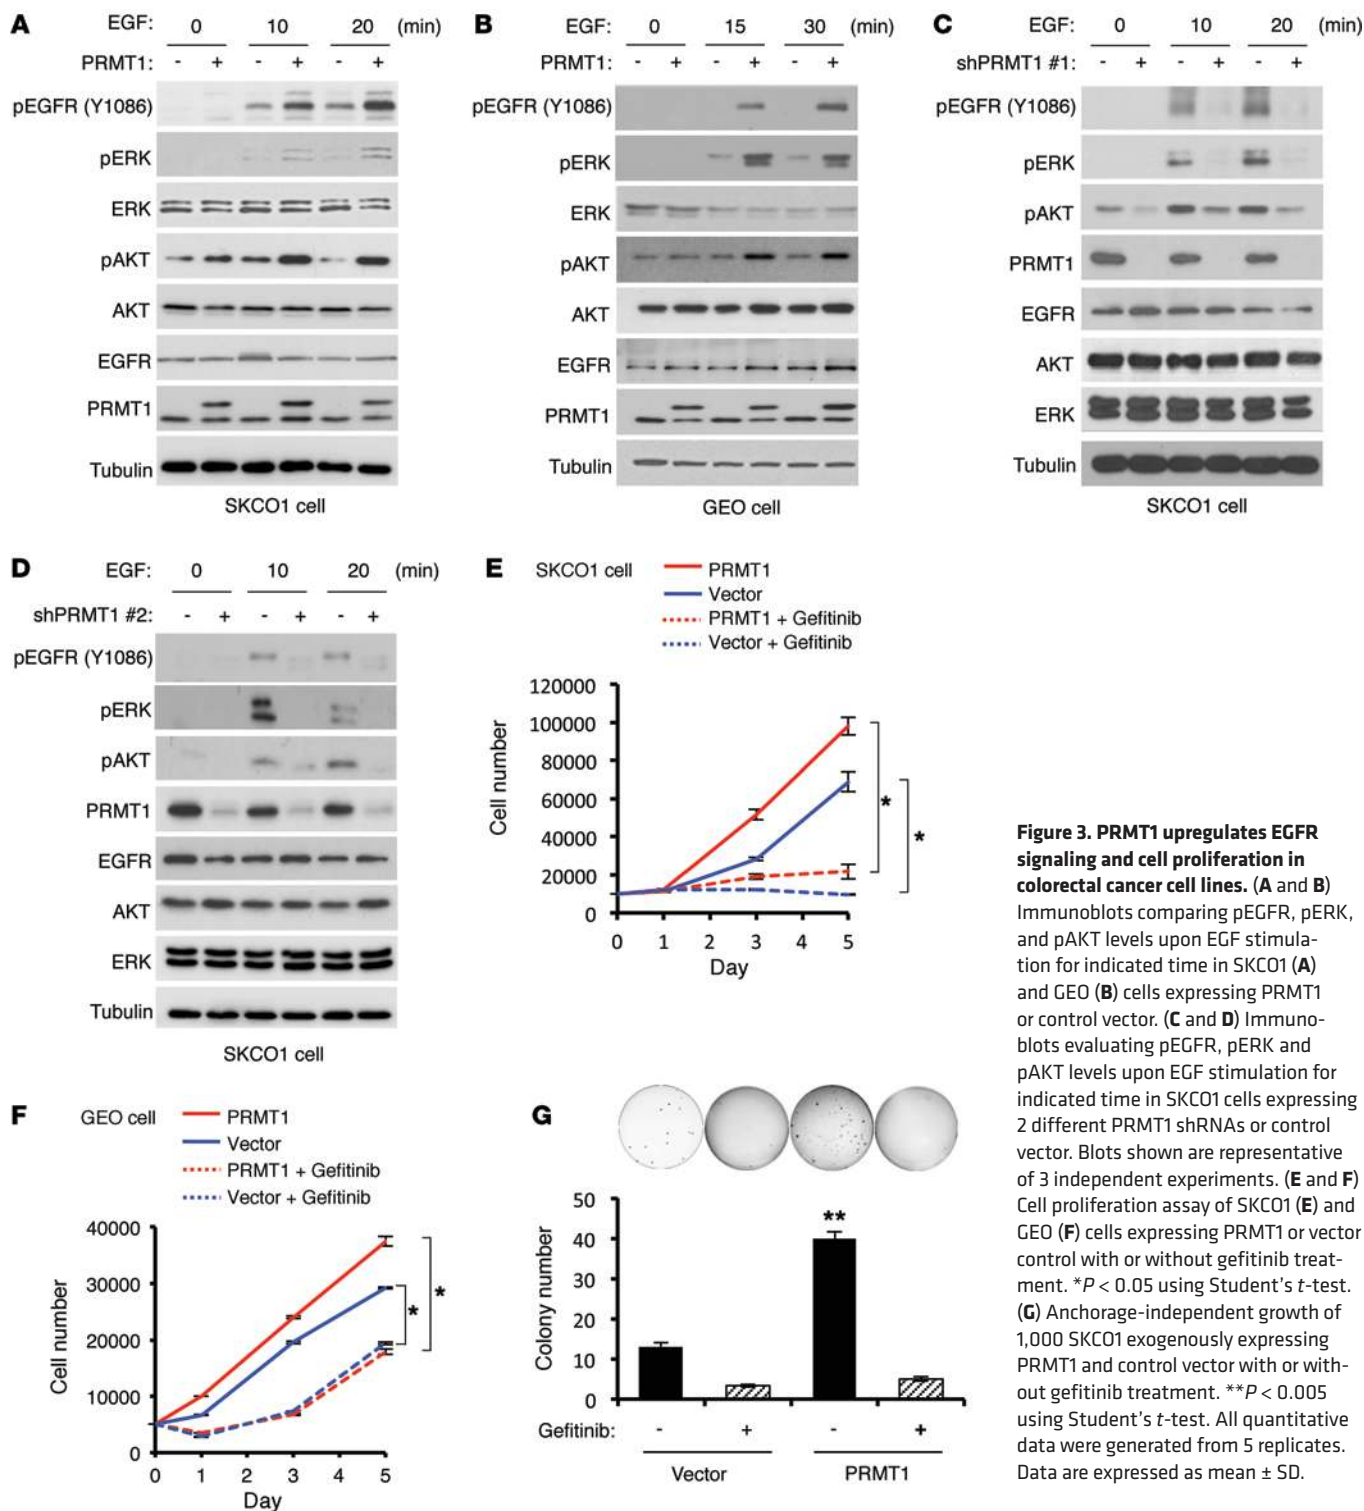 A
EGF: 0 10 20 (min)
PRMT1: - + - + - +
pEGFR (Y1086)
pERK
ERK
pAKT
AKT
EGFR
PRMT1
Tubulin
SKCO1 cell
B
EGF: 0 15 30 (min)
PRMT1: - + - + - +
pEGFR (Y1086)
pERK
ERK
pAKT
AKT
EGFR
PRMT1
Tubulin
GEO cell
C
EGF: 0 10 20 (min)
shPRMT1 #1: - + - + - +
pEGFR (Y1086)
pERK
pAKT
PRMT1
EGFR
AKT
ERK
Tubulin
SKCO1 cell
D
EGF: 0 10 20 (min)
shPRMT1 #2: - + - + - +
pEGFR (Y1086)
pERK
pAKT
PRMT1
EGFR
AKT
ERK
Tubulin
SKCO1 cell
E
SKCO1 cell
PRMT1
Vector
PRMT1 + Gefitinib
Vector + Gefitinib
120000
100000
80000
60000
40000
20000
0
Cell number
* *
0 1 2 3 4 5
Day
F
GEO cell
PRMT1
Vector
PRMT1 + Gefitinib
Vector + Gefitinib
40000
30000
20000
10000
0
Cell number
* *
0 1 2 3 4 5
Day
G
50
40
30
20
10
0
Colony number
**
Gefitinib: - + - +
Vector PRMT1
Figure 3. PRMT1 upregulates EGFR
signaling and cell proliferation in
colorectal cancer cell lines. (A and B)
Immunoblots comparing pEGFR, pERK,
and pAKT levels upon EGF stimula-
tion for indicated time in SKCO1 (A)
and GEO (B) cells expressing PRMT1
or control vector. (C and D) Immuno-
blots evaluating pEGFR, pERK and
pAKT levels upon EGF stimulation for
indicated time in SKCO1 cells expressing
2 different PRMT1 shRNAs or control
vector. Blots shown are representative
of 3 independent experiments. (E and F)
Cell proliferation assay of SKCO1 (E) and
GEO (F) cells expressing PRMT1 or vector
control with or without gefitinib treat-
ment. *P < 0.05 using Student's t-test.
(G) Anchorage-independent growth of
1,000 SKCO1 exogenously expressing
PRMT1 and control vector with or with-
out gefitinib treatment. **P < 0.005
using Student's t-test. All quantitative
data were generated from 5 replicates.
Data are expressed as mean ± SD.